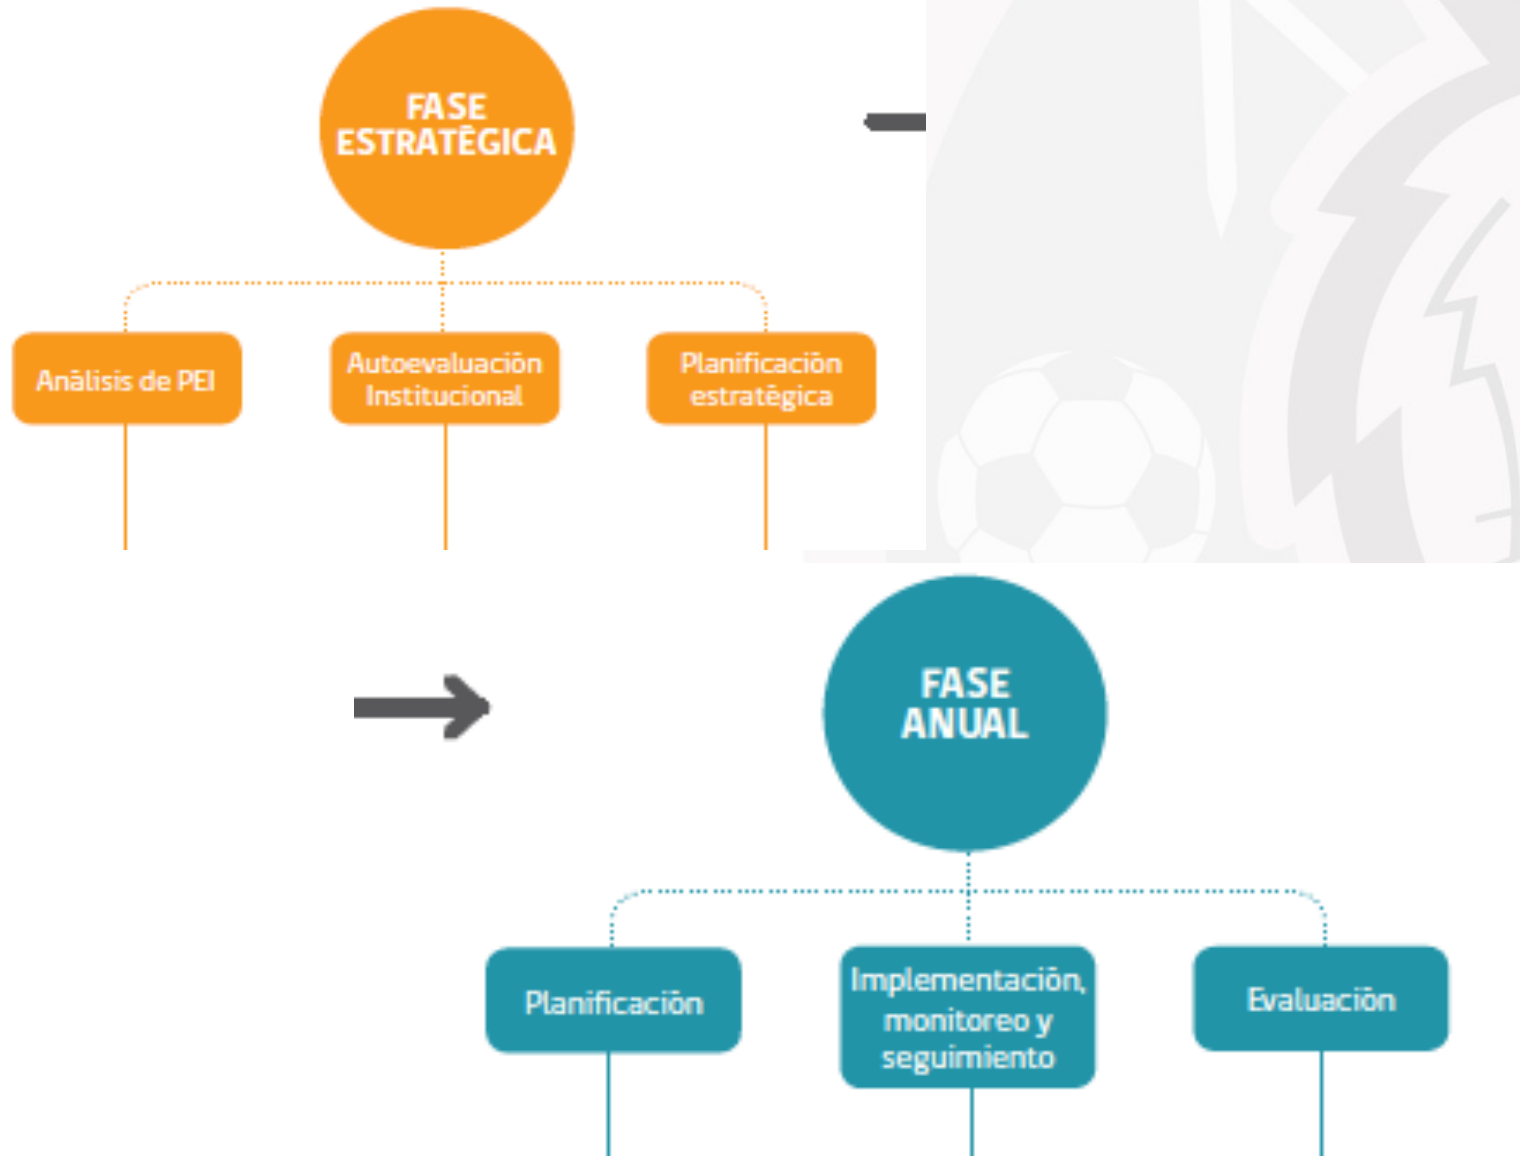 FASE
ESTRATÉGICA
Análisis de PEI
Autoevaluación
Institucional
Planificación
estratégica
FASE
ANUAL
Planificación
Implementación,
monitoreo y
seguimiento
Evaluación